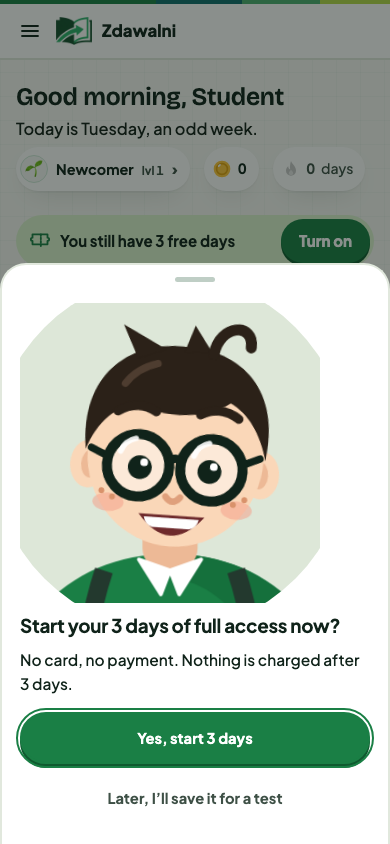 Zdawalni
Good morning, Student
Today is Tuesday, an odd week.
Newcomer lvl 1 ›
0
0 days
You still have 3 free days
Turn on
Start your 3 days of full access now?
No card, no payment. Nothing is charged after
3 days.
Yes, start 3 days
Later, I’ll save it for a test